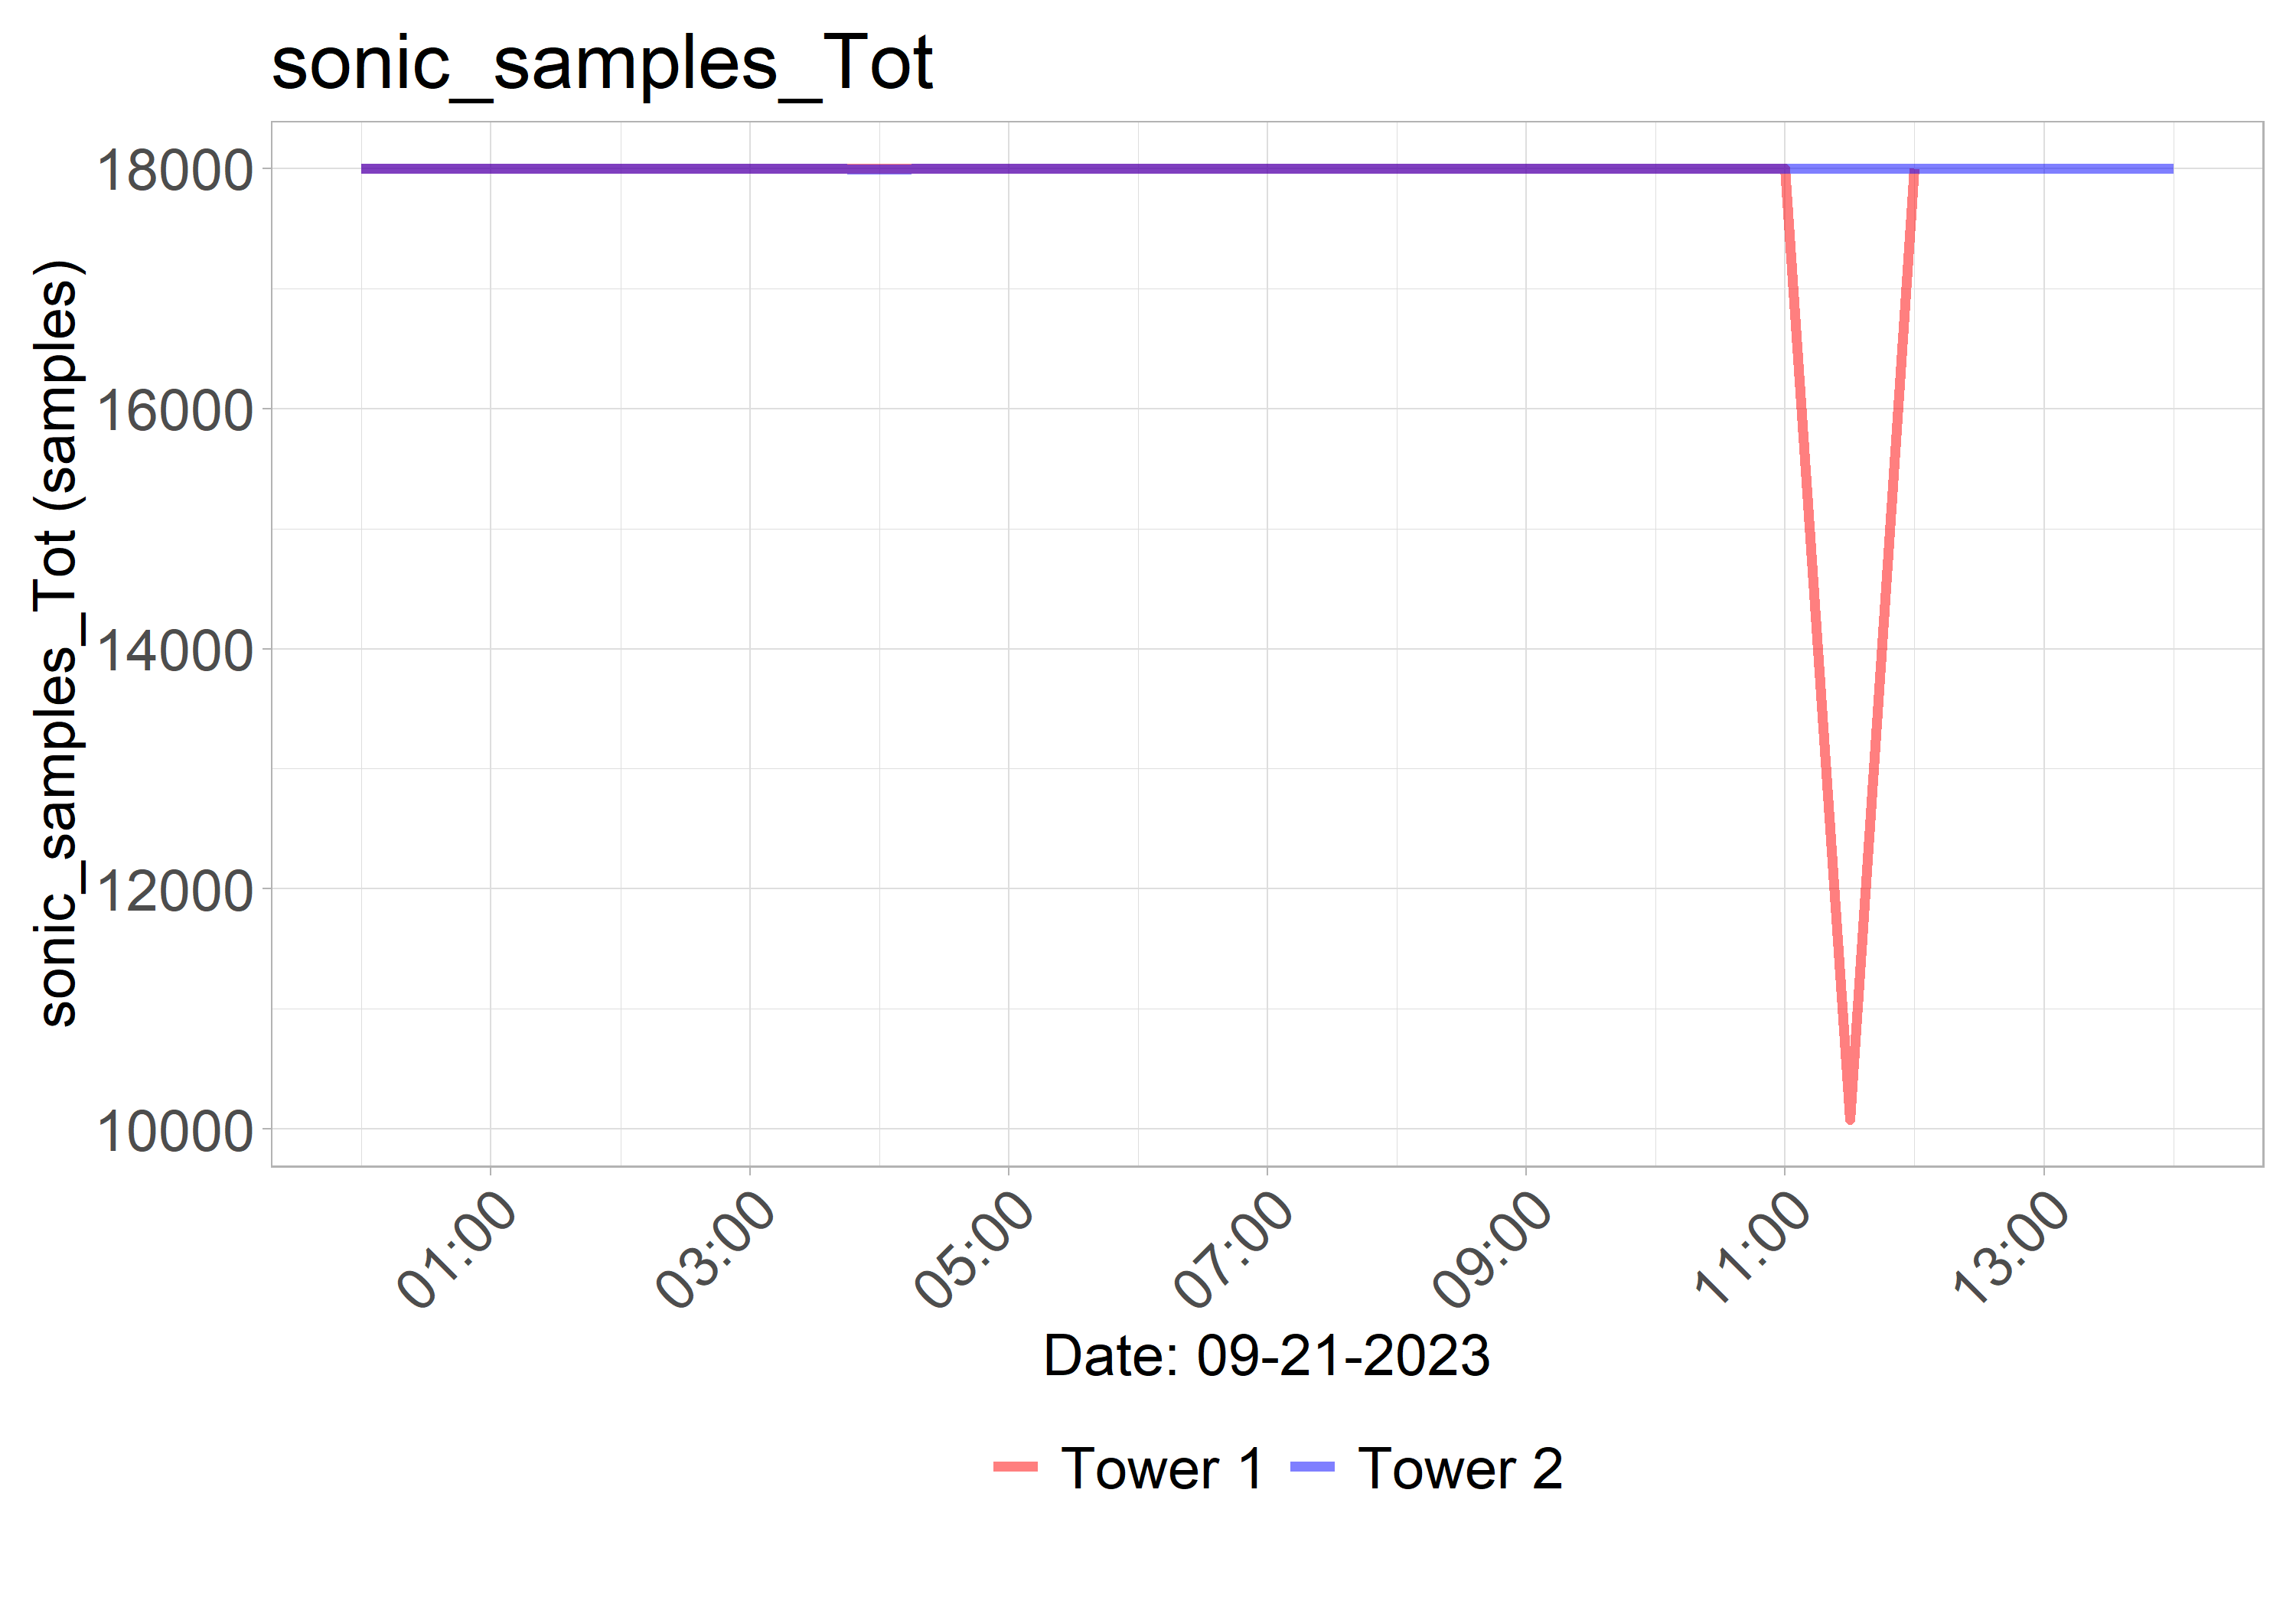 sonic_samples_Tot
sonic_samples_Tot (samples)
18000
16000
14000
12000
10000
01:00
03:00
05:00
07:00
09:00
11:00
13:00
Date: 09-21-2023
Tower 1
Tower 2